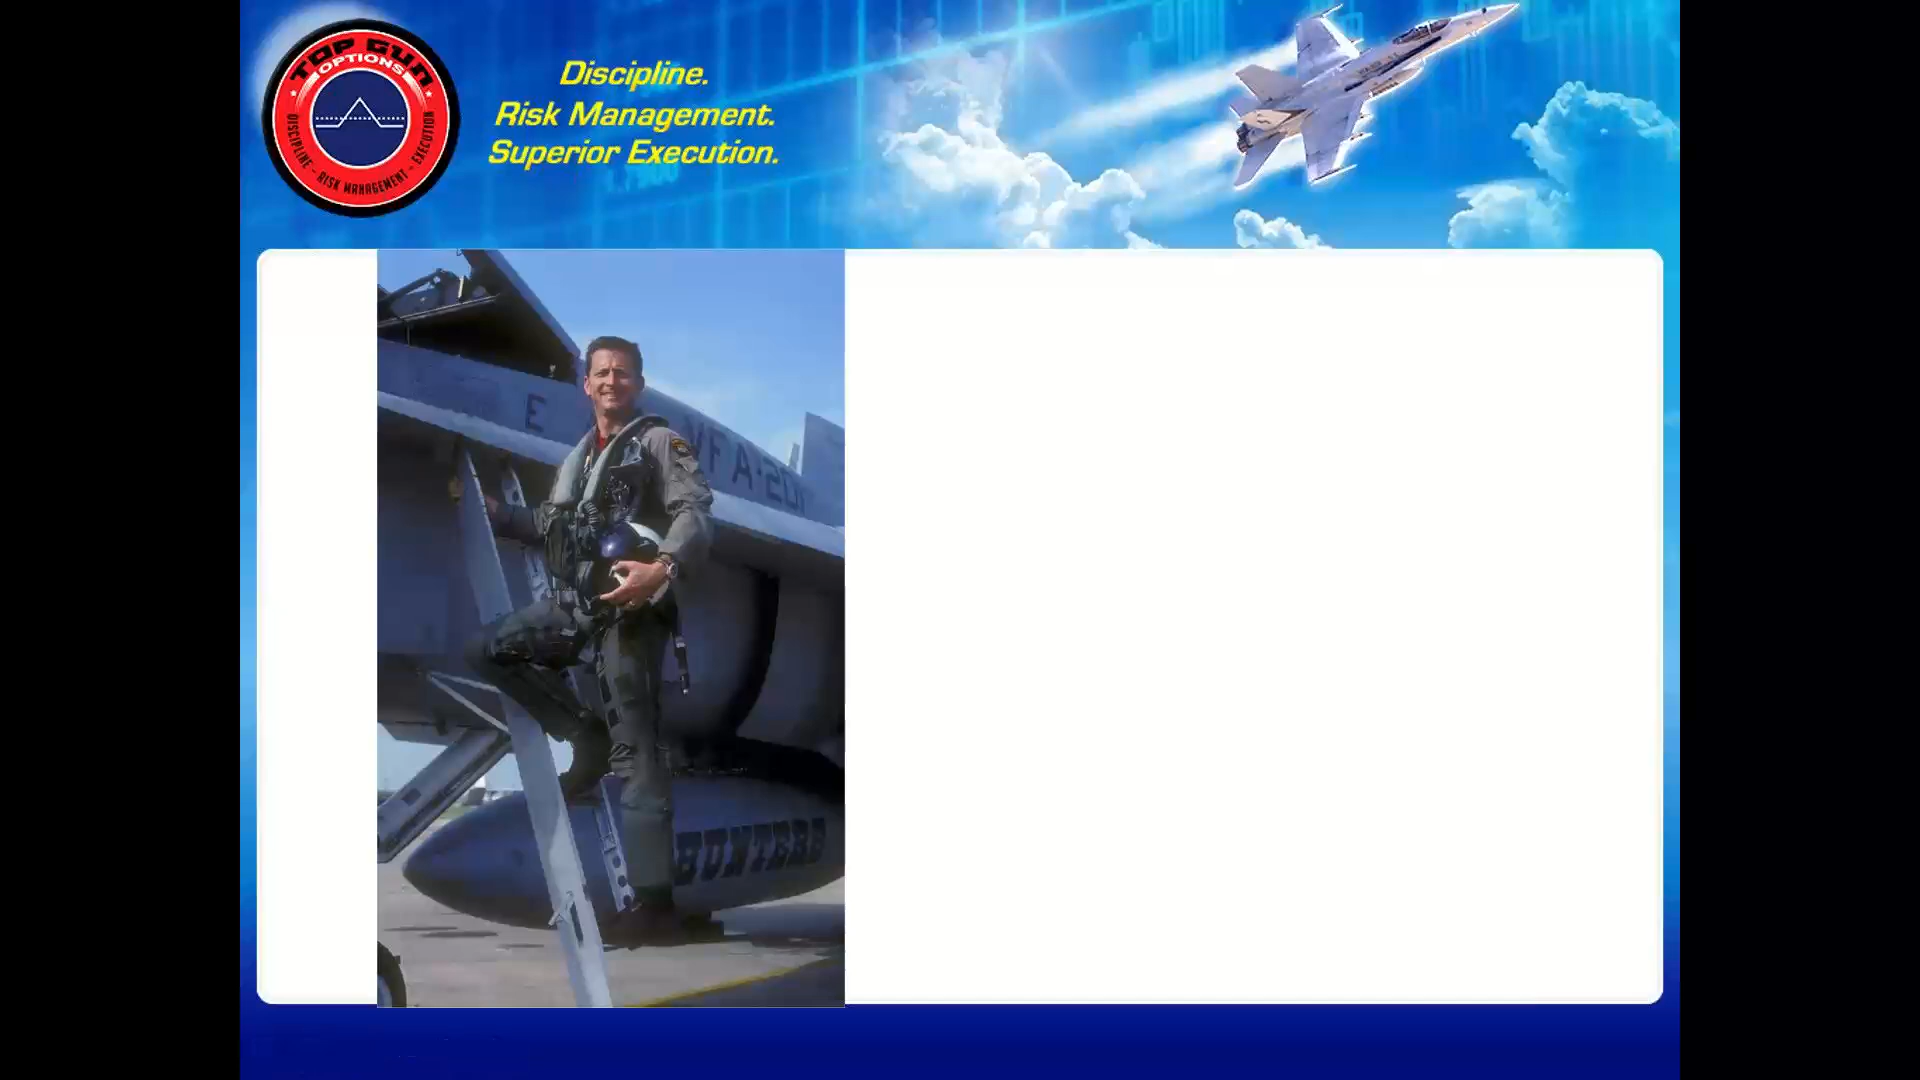 TOP GUN
OPTIONS
DISCIPLINE - RISK MANAGEMENT - EXECUTION
Discipline.
Risk Management.
Superior Execution.
E
VFA-201
HUNTERS